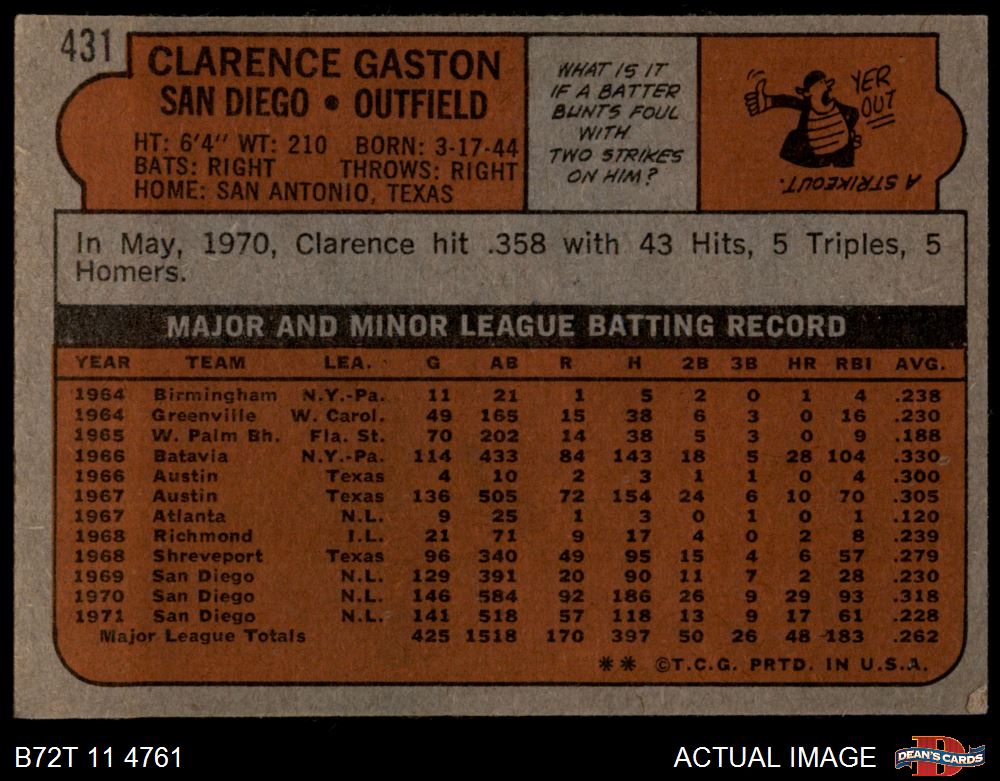 431
CLARENCE GASTON
SAN DIEGO • OUTFIELD
HT: 6'4" WT: 210 BORN: 3-17-44
BATS: RIGHT THROWS: RIGHT
HOME: SAN ANTONIO, TEXAS
WHAT IS IT
IF A BATTER
BUNTS FOUL
WITH
TWO STRIKES
ON HIM?
YER
OUT
A STRIKEOUT.
In May, 1970, Clarence hit .358 with 43 Hits, 5 Triples, 5
Homers.
MAJOR AND MINOR LEAGUE BATTING RECORD
YEAR TEAM LEA. G AB R H 2B 3B HR RBI AVG.
1964 Birmingham N.Y.-Pa. 11 21 1 5 2 0 1 4 .238
1964 Greenville W. Carol. 49 165 15 38 6 3 0 16 .230
1965 W. Palm Bh. Fla. St. 70 202 14 38 5 3 0 9 .188
1966 Batavia N.Y.-Pa. 114 433 84 143 18 5 28 104 .330
1966 Austin Texas 4 10 2 3 1 1 0 4 .300
1967 Austin Texas 136 505 72 154 24 6 10 70 .305
1967 Atlanta N.L. 9 25 1 3 0 1 0 1 .120
1968 Richmond I.L. 21 71 9 17 4 0 2 8 .239
1968 Shreveport Texas 96 340 49 95 15 4 6 57 .279
1969 San Diego N.L. 129 391 20 90 11 7 2 28 .230
1970 San Diego N.L. 146 584 92 186 26 9 29 93 .318
1971 San Diego N.L. 141 518 57 118 13 9 17 61 .228
Major League Totals 425 1518 170 397 50 26 48 183 .262
** ©T.C.G. PRTD. IN U.S.A.
B72T 11 4761
ACTUAL IMAGE
DEAN'S CARDS